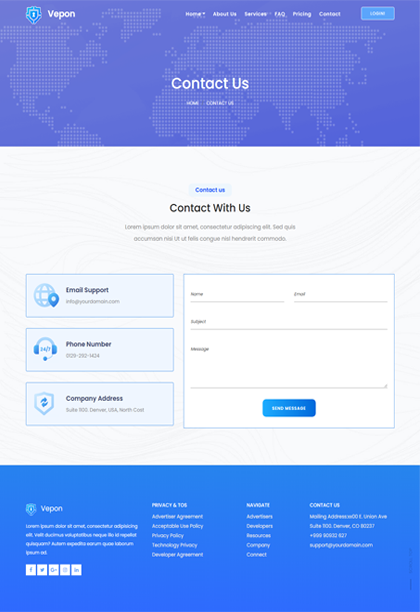 Vepon
Home About Us Services FAQ Pricing Contact
LOGIN
Contact Us
HOME CONTACT US
Contact us
Contact With Us
Lorem ipsum dolor sit amet, consectetur adipiscing elit. Sed quis
accumsan nisi Ut ut felis congue nisl hendrerit commodo.
Email Support
info@yourdomain.com
Phone Number
0129-292-1424
Company Address
Suite 1100. Denver, USA, North Cost
24/7
Name Email
Subject
Message
SEND MESSAGE
Vepon
Lorem ipsum dolor sit amet, consectetur adipiscing
elit. Velit ducimus voluptatibus neque illo id repellat
quisquam? Autem expedita earum quae laborum
ipsum ad.
PRIVACY & TOS
Advertiser Agreement
Acceptable Use Policy
Privacy Policy
Technology Privacy
Developer Agreement
NAVIGATE
Advertisers
Developers
Resources
Company
Connect
CONTACT US
Mailing Address:xx00 E. Union Ave
Suite 1100. Denver, CO 80237
+999 90932 627
support@yourdomain.com